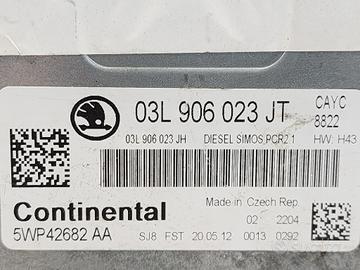 03L 906 023 JT
CAYC
8822
03L 906 023 JH DIESEL SIMOS PCR2.1 HW: H43
Made in Czech Rep.
Continental
02 2204
5WP42682 AA
SJ8 FST 20.05.12 0013 0292